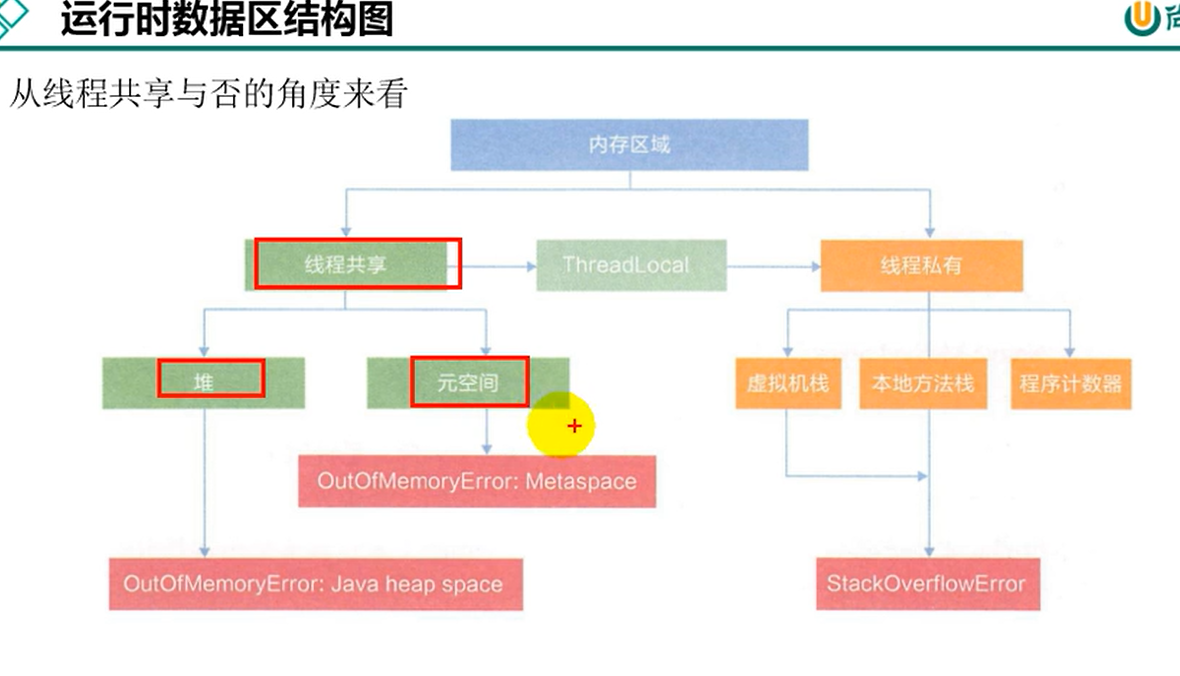 运行时数据区结构图
从线程共享与否的角度来看
内存区域
线程共享
ThreadLocal
线程私有
堆
元空间
虚拟机栈
本地方法栈
程序计数器
OutOfMemoryError: Metaspace
OutOfMemoryError: Java heap space
StackOverflowError